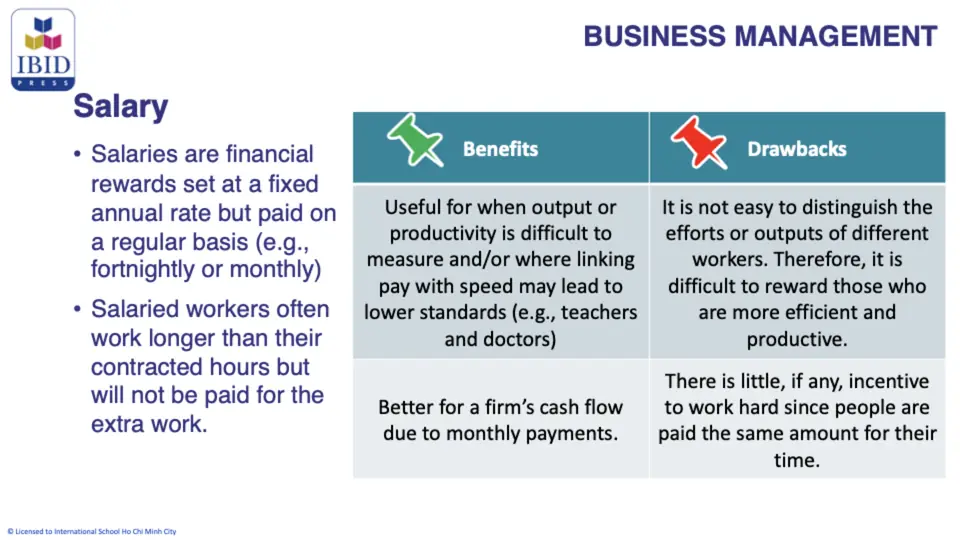 IBID
PRESS
BUSINESS MANAGEMENT
Salary
• Salaries are financial
rewards set at a fixed
annual rate but paid on
a regular basis (e.g.,
fortnightly or monthly)
• Salaried workers often
work longer than their
contracted hours but
will not be paid for the
extra work.
Benefits
Drawbacks
Useful for when output or
productivity is difficult to
measure and/or where linking
pay with speed may lead to
lower standards (e.g., teachers
and doctors)
It is not easy to distinguish the
efforts or outputs of different
workers. Therefore, it is
difficult to reward those who
are more efficient and
productive.
Better for a firm's cash flow
due to monthly payments.
There is little, if any, incentive
to work hard since people are
paid the same amount for their
time.
© Licensed to International School Ho Chi Minh City